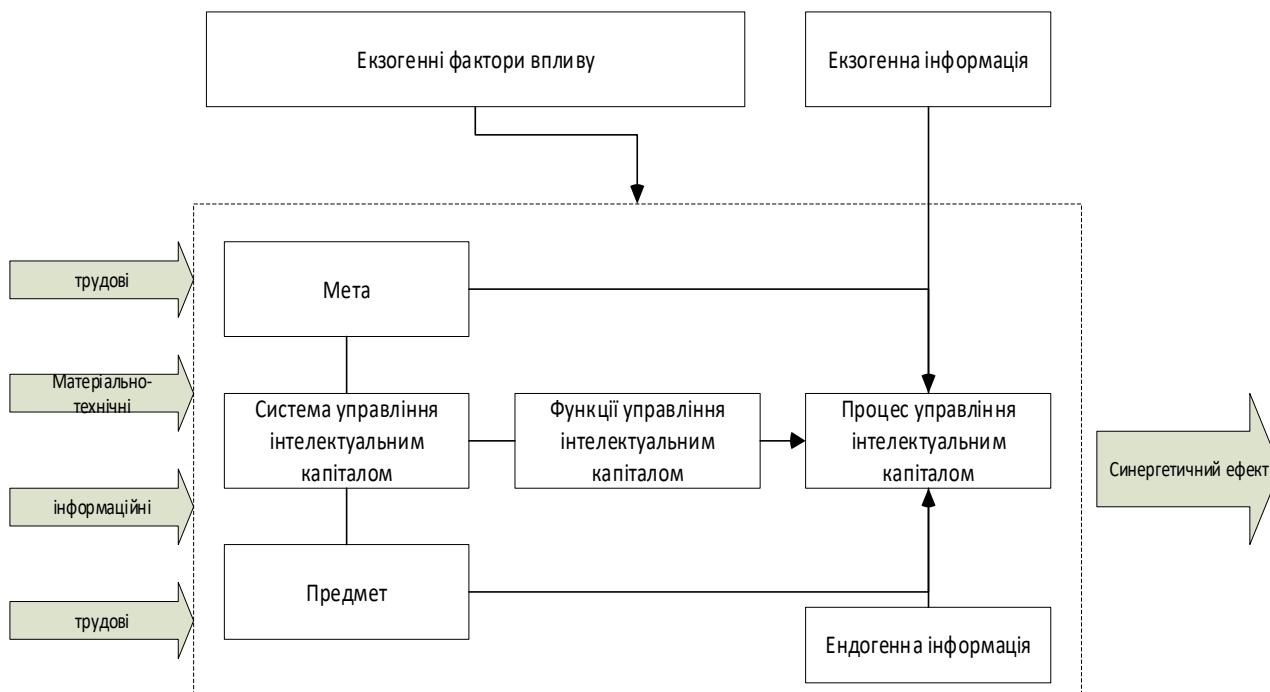 Екзогенні фактори впливу
Екзогенна інформація
трудові
Мета
Матеріально-
технічні
Система управління
інтелектуальним
капіталом
Функції управління
інтелектуальним
капіталом
Процес управління
інтелектуальним
капіталом
Синергетичний ефект
інформаційні
Предмет
трудові
Ендогенна інформація